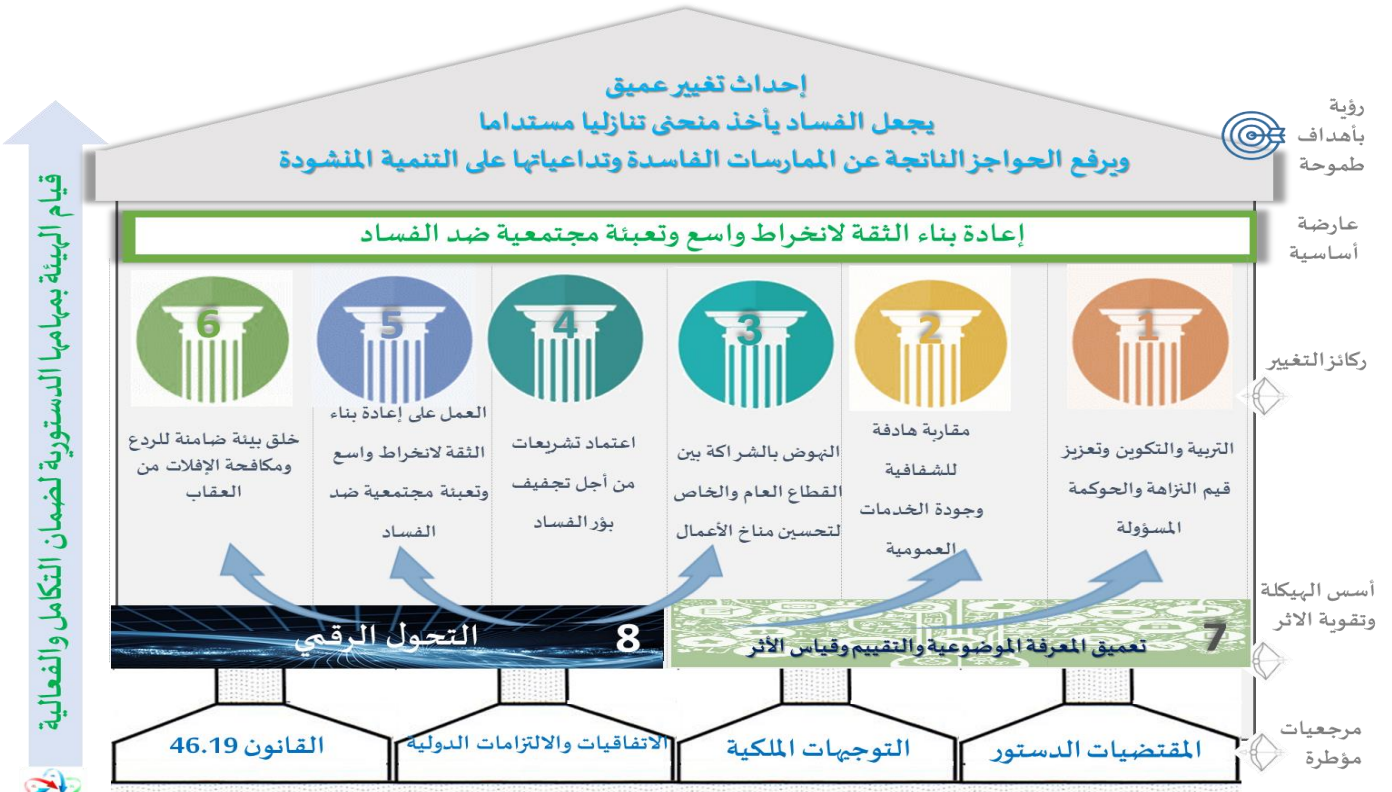 إحداث تغيير عميق
يجعل الفساد يأخذ منحنى تنازليا مستداما
ويرفع الحواجز الناتجة عن الممارسات الفاسدة وتداعياتها على التنمية المنشودة
رؤية
بأهداف
طموحة
إعادة بناء الثقة لانخراط واسع وتعبئة مجتمعية ضد الفساد
عارضة
أساسية
ركائز التغيير
1
التربية والتكوين وتعزيز
قيم النزاهة والحوكمة
المسؤولة
2
مقاربة هادفة
للشفافية
وجودة الخدمات
العمومية
3
النهوض بالشراكة بين
القطاع العام والخاص
لتحسين مناخ الأعمال
4
اعتماد تشريعات
من أجل تجفيف
بؤر الفساد
5
العمل على إعادة بناء
الثقة لانخراط واسع
وتعبئة مجتمعية ضد
الفساد
6
خلق بيئة ضامنة للردع
ومكافحة الإفلات من
العقاب
أسس الهيكلة
وتقوية الاثر
7
تعميق المعرفة الموضوعية والتقييم وقياس الأثر
8
التحول الرقمي
مرجعيات
مؤطرة
المقتضيات الدستور
التوجيهات الملكية
الاتفاقيات والالتزامات الدولية
القانون 46.19
قيام الهيئة بمهامها الدستورية لضمان التكامل والفعالية